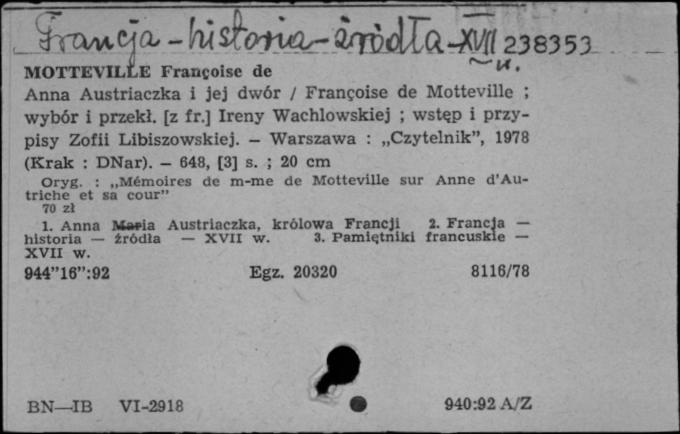 Francja - historia - źródła - XVII w. 238353
MOTTEVILLE Françoise de
Anna Austriaczka i jej dwór / Françoise de Motteville ;
wybór i przekł. [z fr.] Ireny Wachlowskiej ; wstęp i przy-
pisy Zofii Libiszowskiej. — Warszawa : „Czytelnik”, 1978
(Krak : DNar). — 648, [3] s. ; 20 cm
Oryg. : „Mémoires de m-me de Motteville sur Anne d'Au-
triche et sa cour”
70 zł
1. Anna Maria Austriaczka, królowa Francji 2. Francja —
historia — źródła — XVII w. 3. Pamiętniki francuskie —
XVII w.
944”16”:92 Egz. 20320 8116/78
BN—IB VI-2918 940:92 A/Z